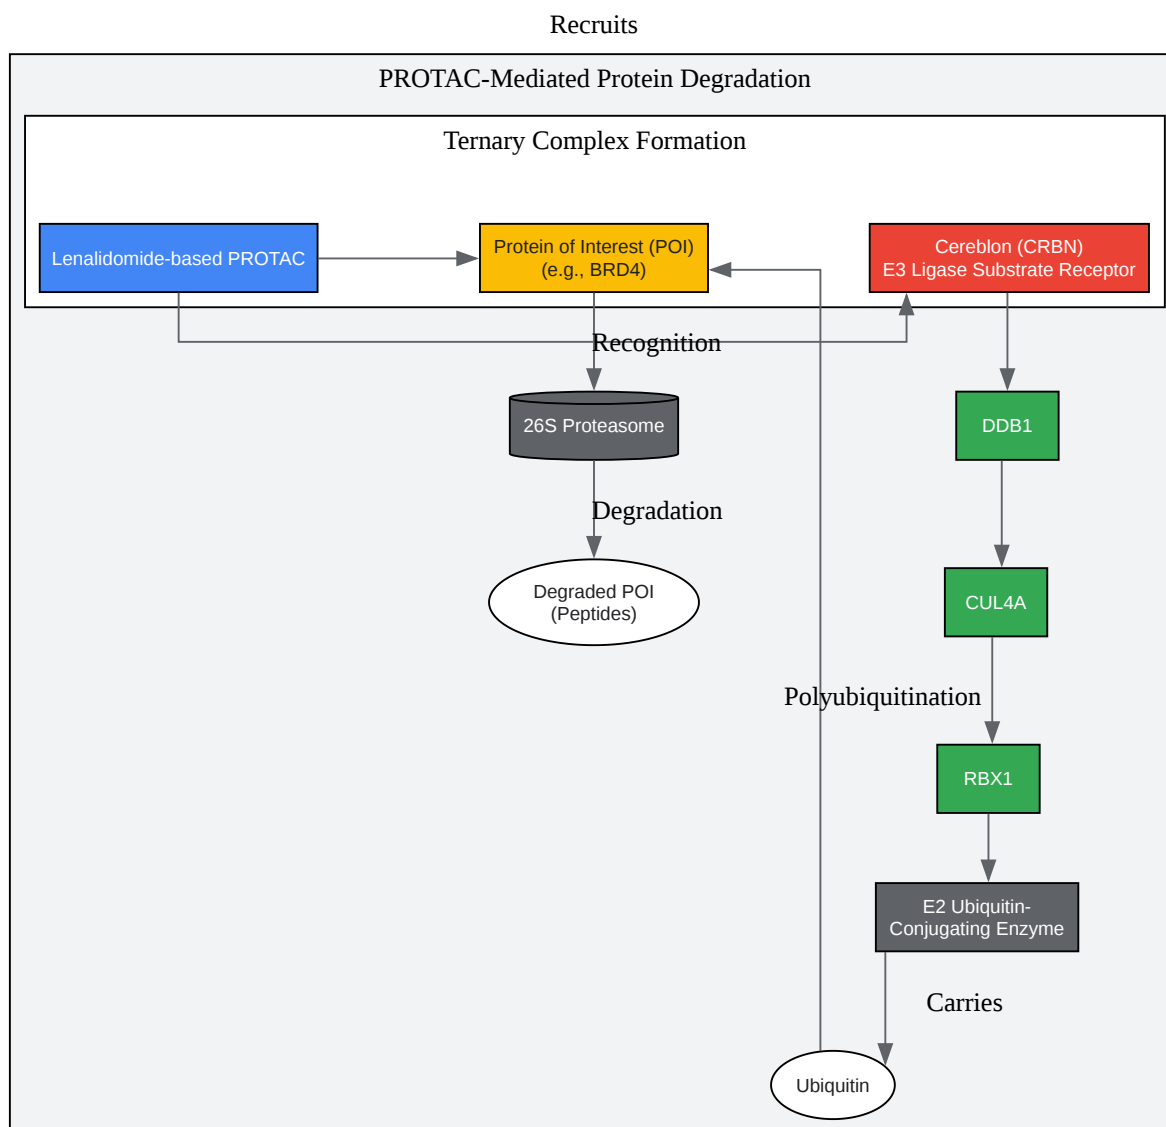 Recruits
PROTAC-Mediated Protein Degradation
Ternary Complex Formation
Lenalidomide-based PROTAC
Protein of Interest (POI)
(e.g., BRD4)
Cereblon (CRBN)
E3 Ligase Substrate Receptor
Recognition
26S Proteasome
DDB1
Degradation
Degraded POI
(Peptides)
CUL4A
Polyubiquitination
RBX1
E2 Ubiquitin-
Conjugating Enzyme
Carries
Ubiquitin